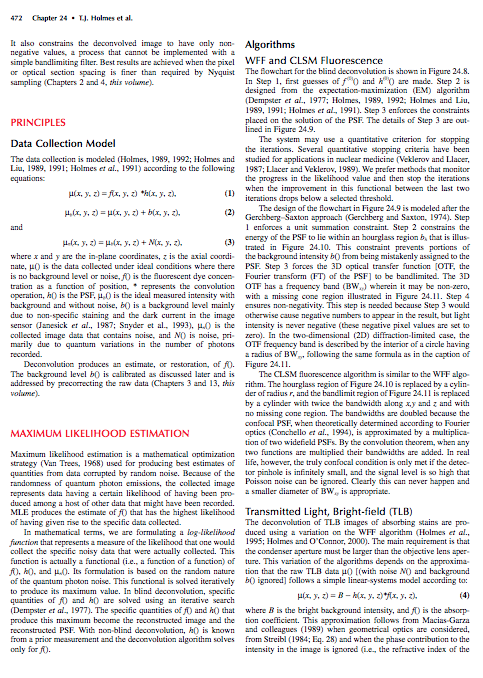 472 Chapter 24 • T.J. Holmes et al.
It also constrains the deconvolved image to have only non-
negative values, a process that cannot be implemented with a
simple bandlimiting filter. Best results are achieved when the pixel
or optical section spacing is finer than required by Nyquist
sampling (Chapters 2 and 4, this volume).
PRINCIPLES
Data Collection Model
The data collection is modeled (Holmes, 1989, 1992; Holmes and
Liu, 1989, 1991; Holmes et al., 1991) according to the following
equations:
μ(x, y, z) = f(x, y, z) *h(x, y, z), (1)
μb(x, y, z) = μ(x, y, z) + b(x, y, z), (2)
and
μn(x, y, z) = μb(x, y, z) + N(x, y, z), (3)
where x and y are the in-plane coordinates, z is the axial coordi-
nate, μ() is the data collected under ideal conditions where there
is no background level or noise, f() is the fluorescent dye concen-
tration as a function of position, * represents the convolution
operation, h() is the PSF, μb() is the ideal measured intensity with
background and without noise, b() is a background level mainly
due to non-specific staining and the dark current in the image
sensor (Janesick et al., 1987; Snyder et al., 1993), μn() is the
collected image data that contains noise, and N() is noise, pri-
marily due to quantum variations in the number of photons
recorded.
Deconvolution produces an estimate, or restoration, of f().
The background level b() is calibrated as discussed later and is
addressed by precorrecting the raw data (Chapters 3 and 13, this
volume).
MAXIMUM LIKELIHOOD ESTIMATION
Maximum likelihood estimation is a mathematical optimization
strategy (Van Trees, 1968) used for producing best estimates of
quantities from data corrupted by random noise. Because of the
randomness of quantum photon emissions, the collected image
represents data having a certain likelihood of having been pro-
duced among a host of other data that might have been recorded.
MLE produces the estimate of f() that has the highest likelihood
of having given rise to the specific data collected.
In mathematical terms, we are formulating a log-likelihood
function that represents a measure of the likelihood that one would
collect the specific noisy data that were actually collected. This
function is actually a functional (i.e., a function of a function) of
f(), h(), and μn(). Its formulation is based on the random nature
of the quantum photon noise. This functional is solved iteratively
to produce its maximum value. In blind deconvolution, specific
quantities of f() and h() are solved using an iterative search
(Dempster et al., 1977). The specific quantities of f() and h() that
produce this maximum become the reconstructed image and the
reconstructed PSF. With non-blind deconvolution, h() is known
from a prior measurement and the deconvolution algorithm solves
only for f().
Algorithms
WFF and CLSM Fluorescence
The flowchart for the blind deconvolution is shown in Figure 24.8.
In Step 1, first guesses of f(0)() and h(0)() are made. Step 2 is
designed from the expectation-maximization (EM) algorithm
(Dempster et al., 1977; Holmes, 1989, 1992; Holmes and Liu,
1989, 1991; Holmes et al., 1991). Step 3 enforces the constraints
placed on the solution of the PSF. The details of Step 3 are out-
lined in Figure 24.9.
The system may use a quantitative criterion for stopping
the iterations. Several quantitative stopping criteria have been
studied for applications in nuclear medicine (Veklerov and Llacer,
1987; Llacer and Veklerov, 1989). We prefer methods that monitor
the progress in the likelihood value and then stop the iterations
when the improvement in this functional between the last two
iterations drops below a selected threshold.
The design of the flowchart in Figure 24.9 is modeled after the
Gerchberg–Saxton approach (Gerchberg and Saxton, 1974). Step
1 enforces a unit summation constraint. Step 2 constrains the
energy of the PSF to lie within an hourglass region b, that is illus-
trated in Figure 24.10. This constraint prevents portions of
the background intensity b() from being mistakenly assigned to the
PSF. Step 3 forces the 3D optical transfer function [OTF, the
Fourier transform (FT) of the PSF] to be bandlimited. The 3D
OTF has a frequency band (BWxy) wherein it may be non-zero,
with a missing cone region illustrated in Figure 24.11. Step 4
ensures non-negativity. This step is needed because Step 3 would
otherwise cause negative numbers to appear in the result, but light
intensity is never negative (these negative pixel values are set to
zero). In the two-dimensional (2D) diffraction-limited case, the
OTF frequency band is described by the interior of a circle having
a radius of BWxy, following the same formula as in the caption of
Figure 24.11.
The CLSM fluorescence algorithm is similar to the WFF algo-
rithm. The hourglass region of Figure 24.10 is replaced by a cylin-
der of radius r, and the bandlimit region of Figure 24.11 is replaced
by a cylinder with twice the bandwidth along x,y and z and with
no missing cone region. The bandwidths are doubled because the
confocal PSF, when theoretically determined according to Fourier
optics (Conchello et al., 1994), is approximated by a multiplica-
tion of two widefield PSFs. By the convolution theorem, when any
two functions are multiplied their bandwidths are added. In real
life, however, the truly confocal condition is only met if the detec-
tor pinhole is infinitely small, and the signal level is so high that
Poisson noise can be ignored. Clearly this can never happen and
a smaller diameter of BWxy is appropriate.
Transmitted Light, Bright-field (TLB)
The deconvolution of TLB images of absorbing stains are pro-
duced using a variation on the WFF algorithm (Holmes et al.,
1995; Holmes and O'Connor, 2000). The main requirement is that
the condenser aperture must be larger than the objective lens aper-
ture. This variation of the algorithms depends on the approxima-
tion that the raw TLB data μ() [(with noise N() and background
b() ignored] follows a simple linear-systems model according to:
μ(x, y, z) = B − h(x, y, z)*f(x, y, z), (4)
where B is the bright background intensity, and f() is the absorp-
tion coefficient. This approximation follows from Macias-Garza
and colleagues (1989) when geometrical optics are considered,
from Streibl (1984; Eq. 28) and when the phase contribution to the
intensity in the image is ignored (i.e., the refractive index of the